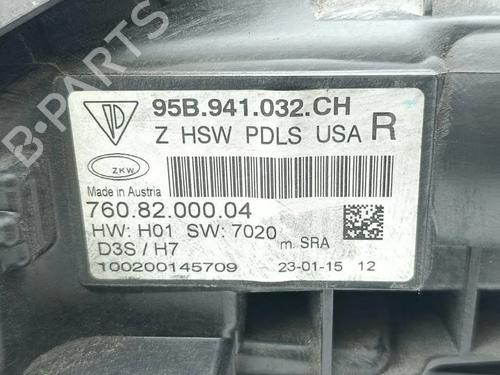 95B.941.032.CH
Z HSW PDLS USA R
ZKW
Made in Austria
760.82.000.04
HW: H01 SW: 7020
m. SRA
D3S / H7
100200145709 23-01-15 12